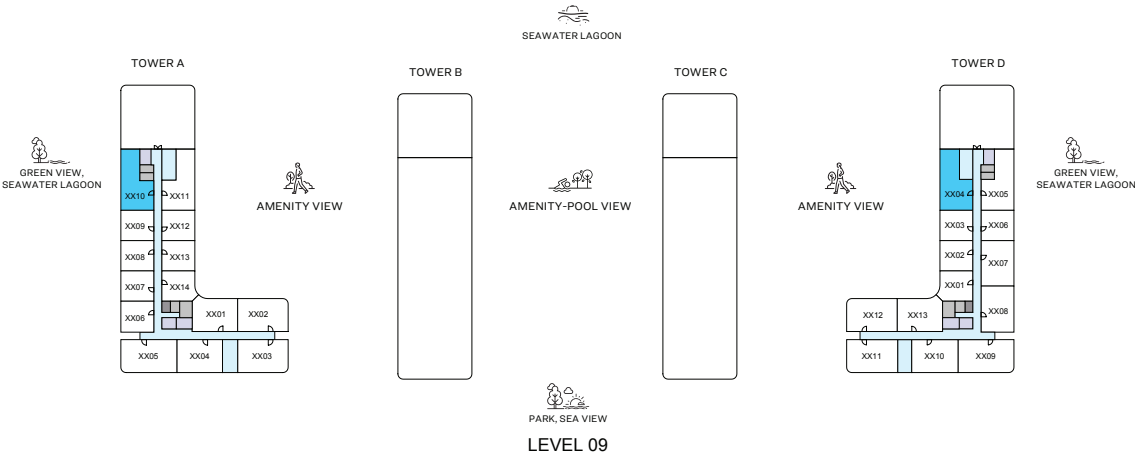 SEAWATER LAGOON
TOWER A
TOWER B
TOWER C
TOWER D
GREEN VIEW,
SEAWATER LAGOON
AMENITY VIEW
AMENITY-POOL VIEW
AMENITY VIEW
GREEN VIEW,
SEAWATER LAGOON
XX10
XX11
XX09
XX12
XX08
XX13
XX07
XX14
XX06
XX01
XX02
XX05
XX04
XX03
XX04
XX05
XX03
XX06
XX02
XX07
XX01
XX08
XX12
XX13
XX11
XX10
XX09
PARK, SEA VIEW
LEVEL 09